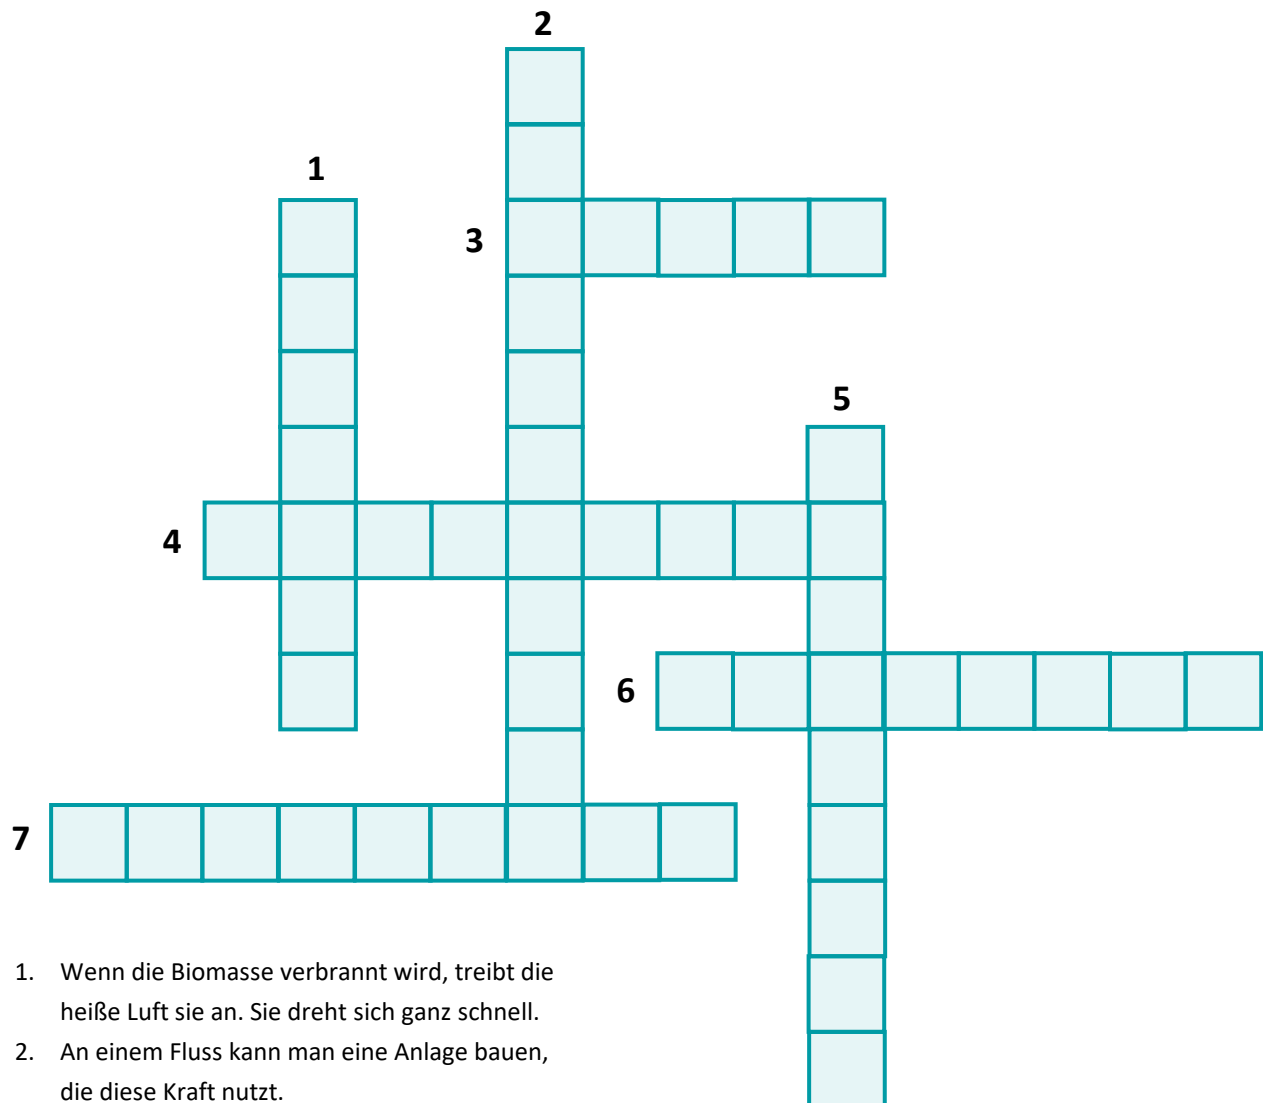 2
1
3
5
4
6
7
1. Wenn die Biomasse verbrannt wird, treibt die
heiße Luft sie an. Sie dreht sich ganz schnell.
2. An einem Fluss kann man eine Anlage bauen,
die diese Kraft nutzt.